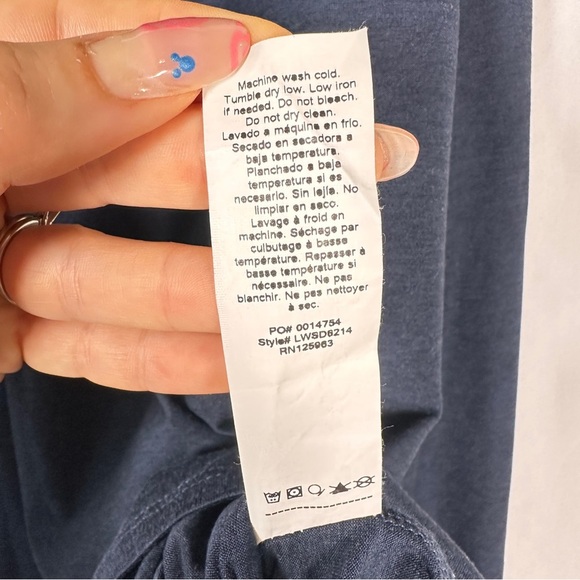 Machine wash cold.
Tumble dry low. Low iron
if needed. Do not bleach.
Do not dry clean.
Lavado a máquina en frio.
Secado en secadora a
baja temperatura.
Planchado a baja
temperatura si es
necesario. Sin lejía. No
limpiar en seco.
Lavage à froid en
machine. Séchage par
culbutage à basse
température. Repasser à
basse température si
nécessaire. Ne pas
blanchir. Ne pas nettoyer
à sec.
PO# 0014754
Style# LWSD8214
RN125963